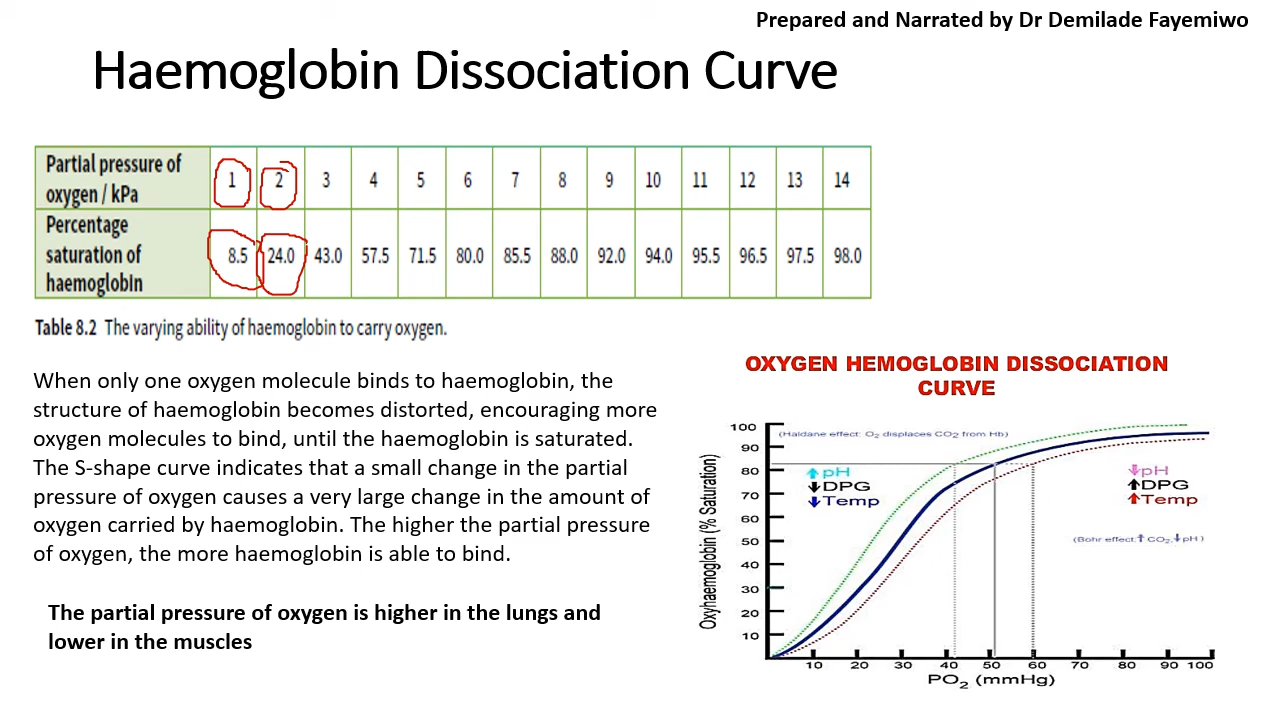 Prepared and Narrated by Dr Demilade Fayemiwo
Haemoglobin Dissociation Curve
Partial pressure of oxygen / kPa 1 2 3 4 5 6 7 8 9 10 11 12 13 14
Percentage saturation of haemoglobin 8.5 24.0 43.0 57.5 71.5 80.0 85.5 88.0 92.0 94.0 95.5 96.5 97.5 98.0
Table 8.2 The varying ability of haemoglobin to carry oxygen.
When only one oxygen molecule binds to haemoglobin, the
structure of haemoglobin becomes distorted, encouraging more
oxygen molecules to bind, until the haemoglobin is saturated.
The S-shape curve indicates that a small change in the partial
pressure of oxygen causes a very large change in the amount of
oxygen carried by haemoglobin. The higher the partial pressure
of oxygen, the more haemoglobin is able to bind.
The partial pressure of oxygen is higher in the lungs and
lower in the muscles
OXYGEN HEMOGLOBIN DISSOCIATION
CURVE
Oxyhaemoglobin (% Saturation)
100
90
80
70
60
50
40
30
20
10
(Haldane effect: O₂ displaces CO₂ from Hb)
↑pH
↓DPG
↓Temp
↓pH
↑DPG
↑Temp
(Bohr effect:↑CO₂,↓pH)
10 20 30 40 50 60 70 80 90 100
PO₂ (mmHg)